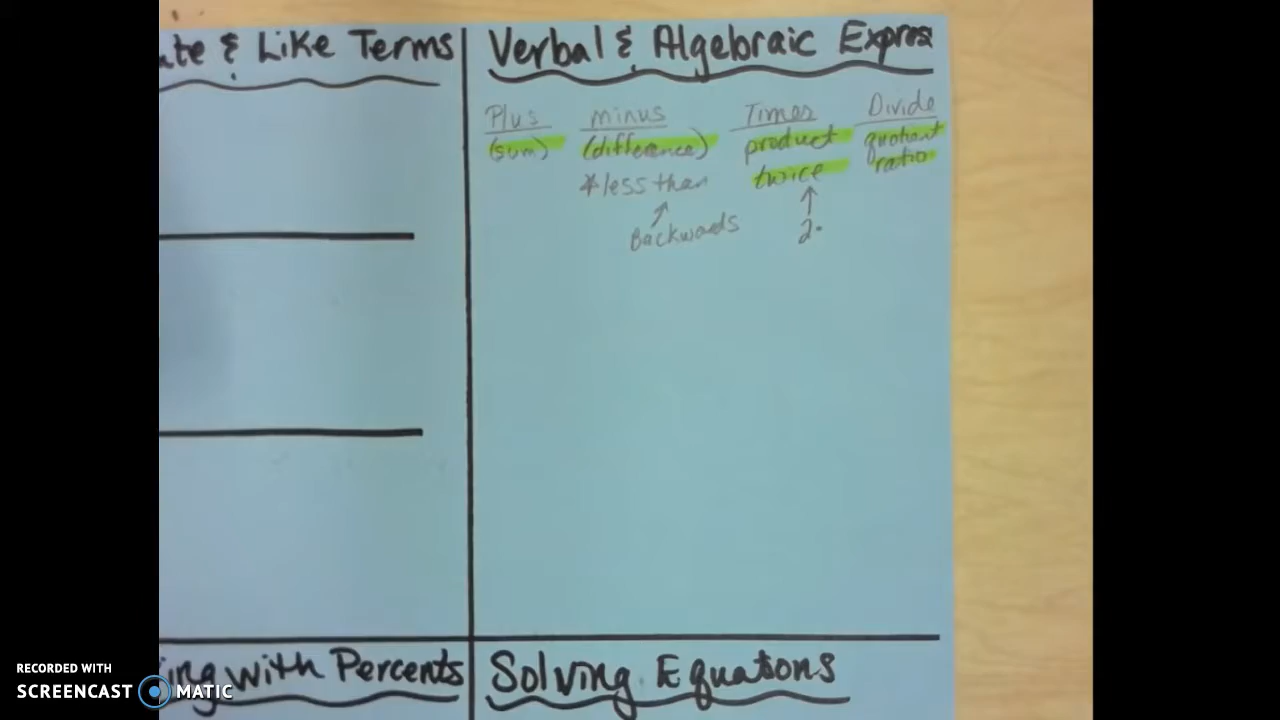 ate & Like Terms
Verbal & Algebraic Expres
Plus minus Times Divide
(sum) (difference) product quotient
*less than twice ratio
Backwards 2•
ing with Percents
Solving Equations
RECORDED WITH
SCREENCAST MATIC